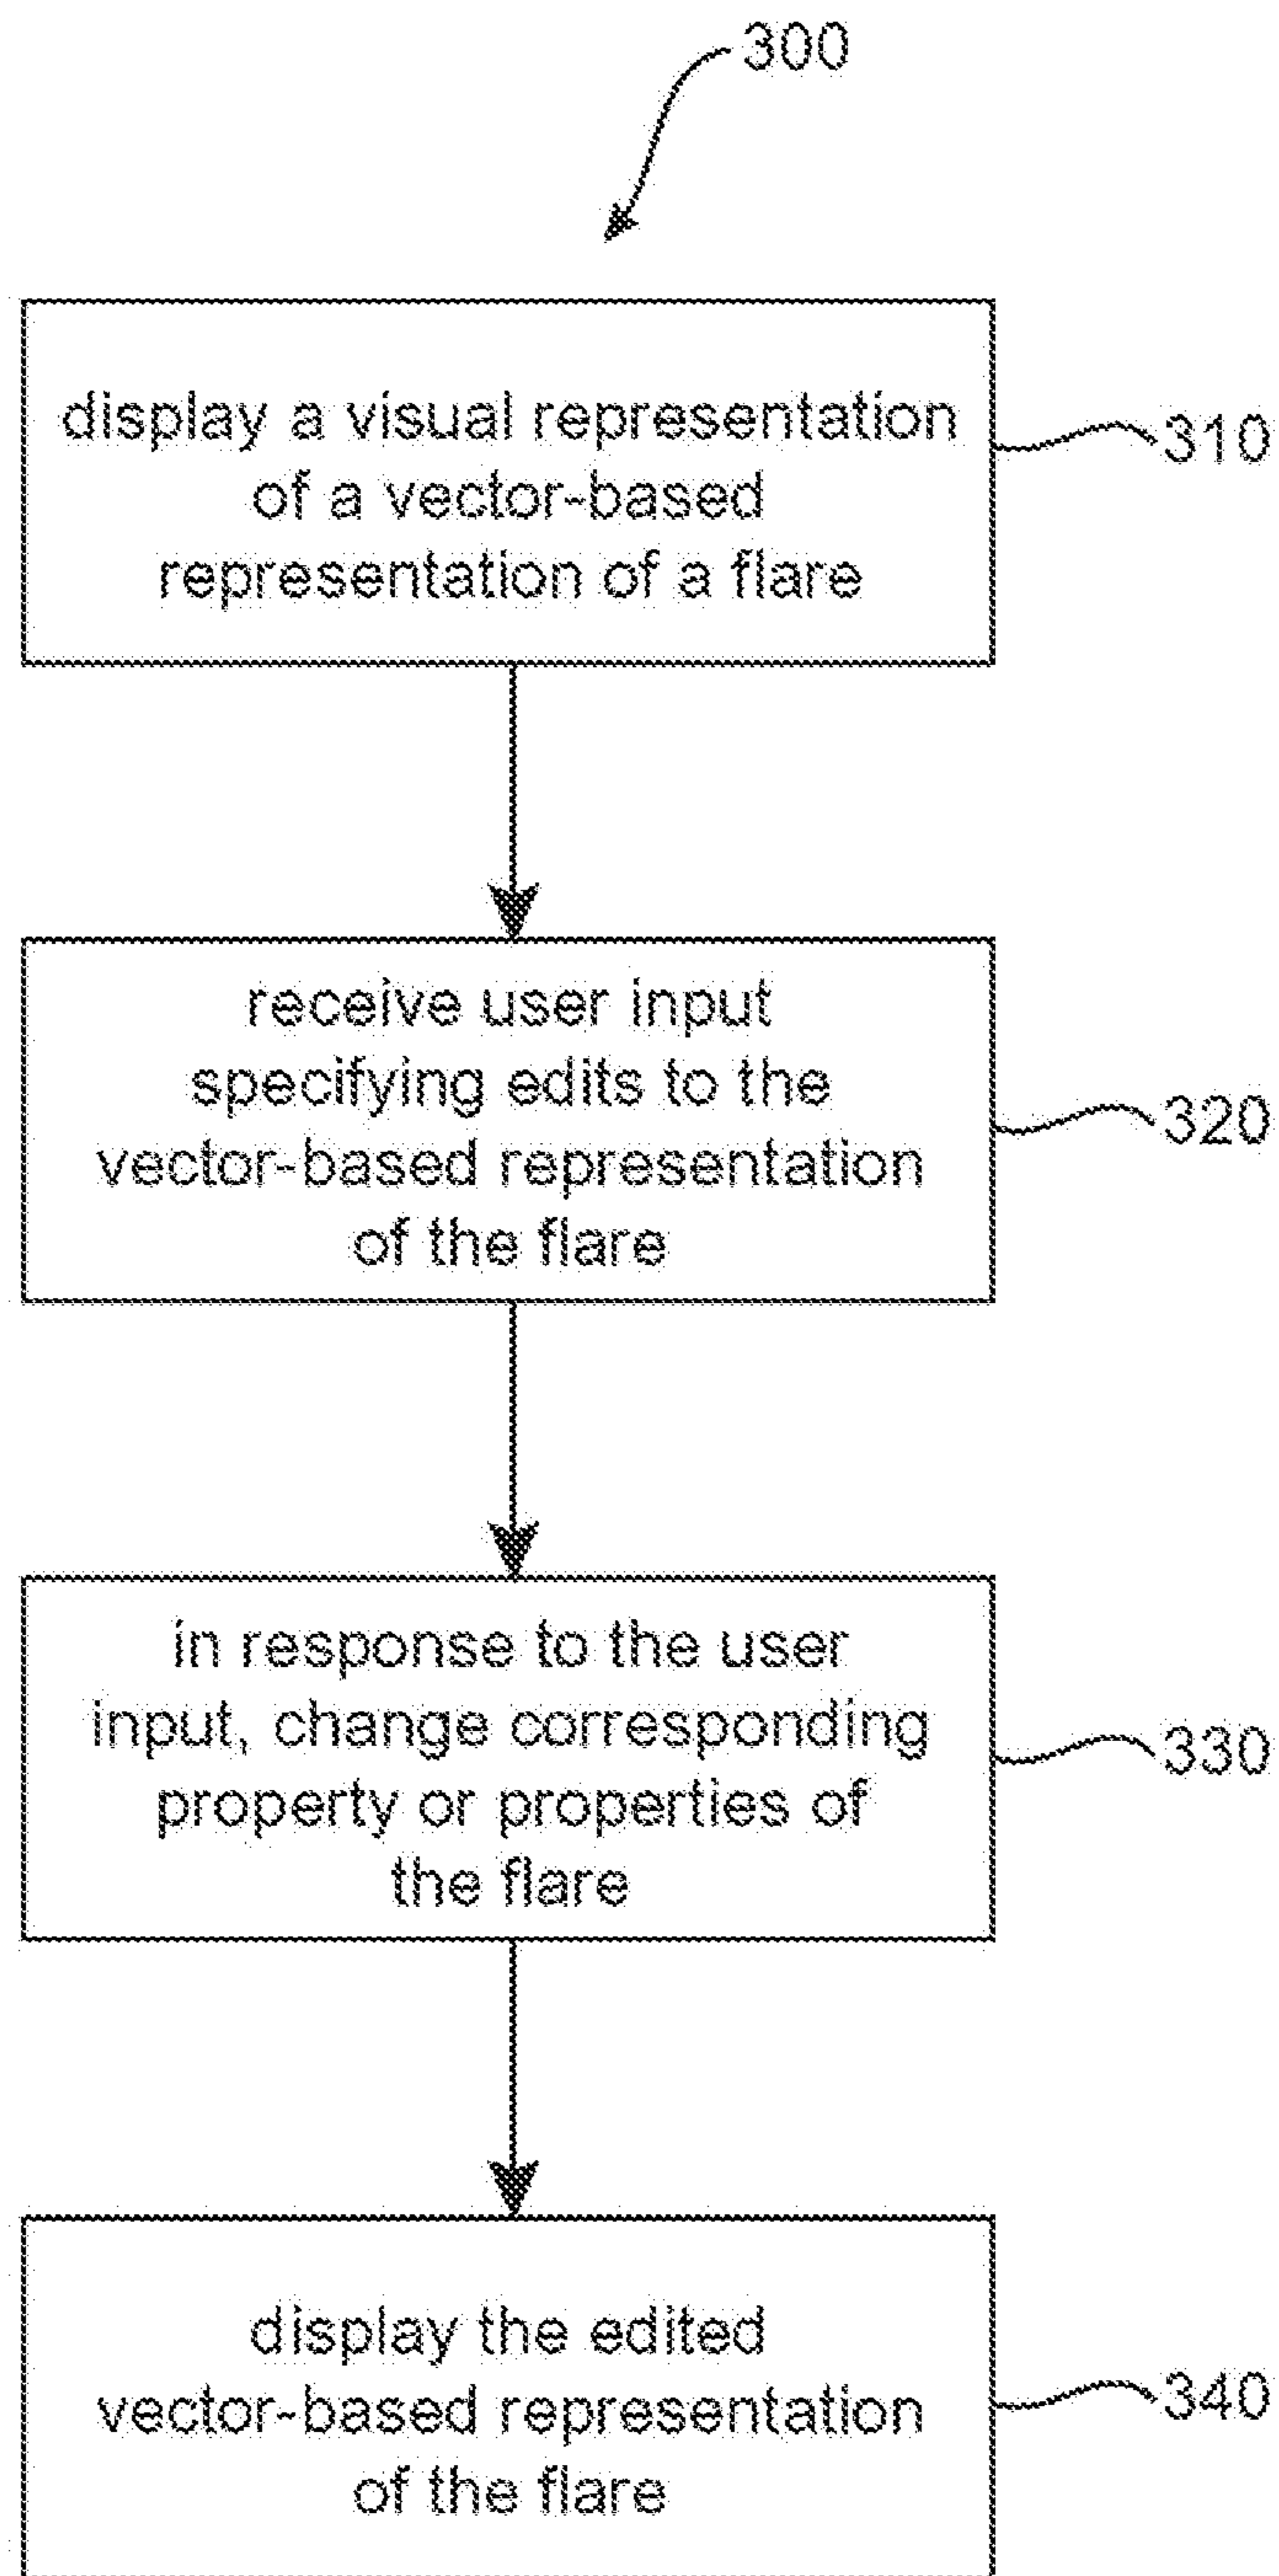 300
display a visual representation
of a vector-based
representation of a flare
310
receive user input
specifying edits to the
vector-based representation
of the flare
320
in response to the user
input, change corresponding
property or properties of
the flare
330
display the edited
vector-based representation
of the flare
340